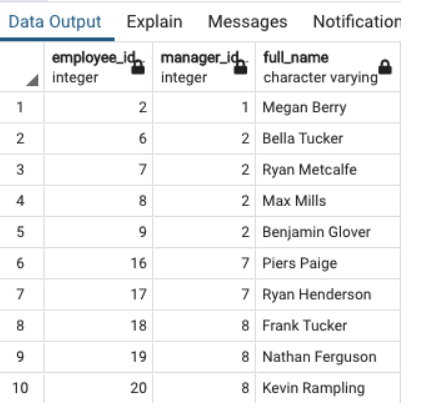 Data Output Explain Messages Notification
employee_id manager_id full_name
integer integer character varying
1 2 1 Megan Berry
2 6 2 Bella Tucker
3 7 2 Ryan Metcalfe
4 8 2 Max Mills
5 9 2 Benjamin Glover
6 16 7 Piers Paige
7 17 7 Ryan Henderson
8 18 8 Frank Tucker
9 19 8 Nathan Ferguson
10 20 8 Kevin Rampling